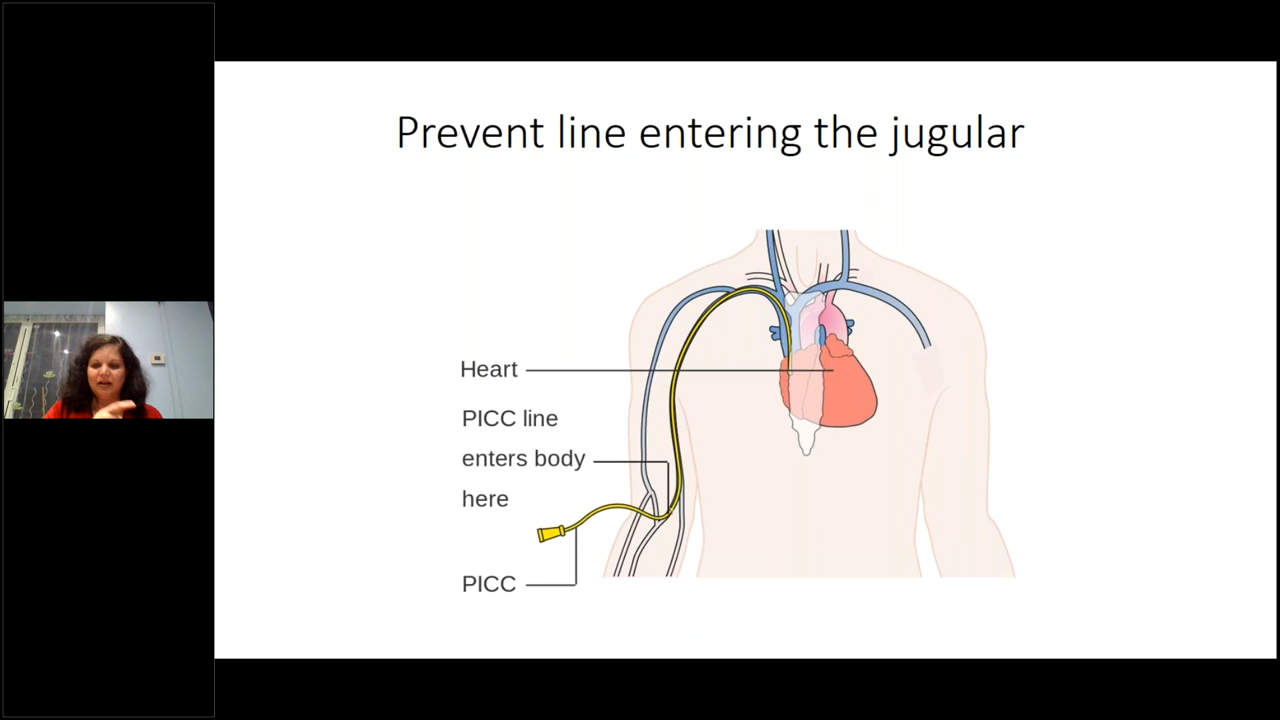 Prevent line entering the jugular
Heart
PICC line
enters body
here
PICC